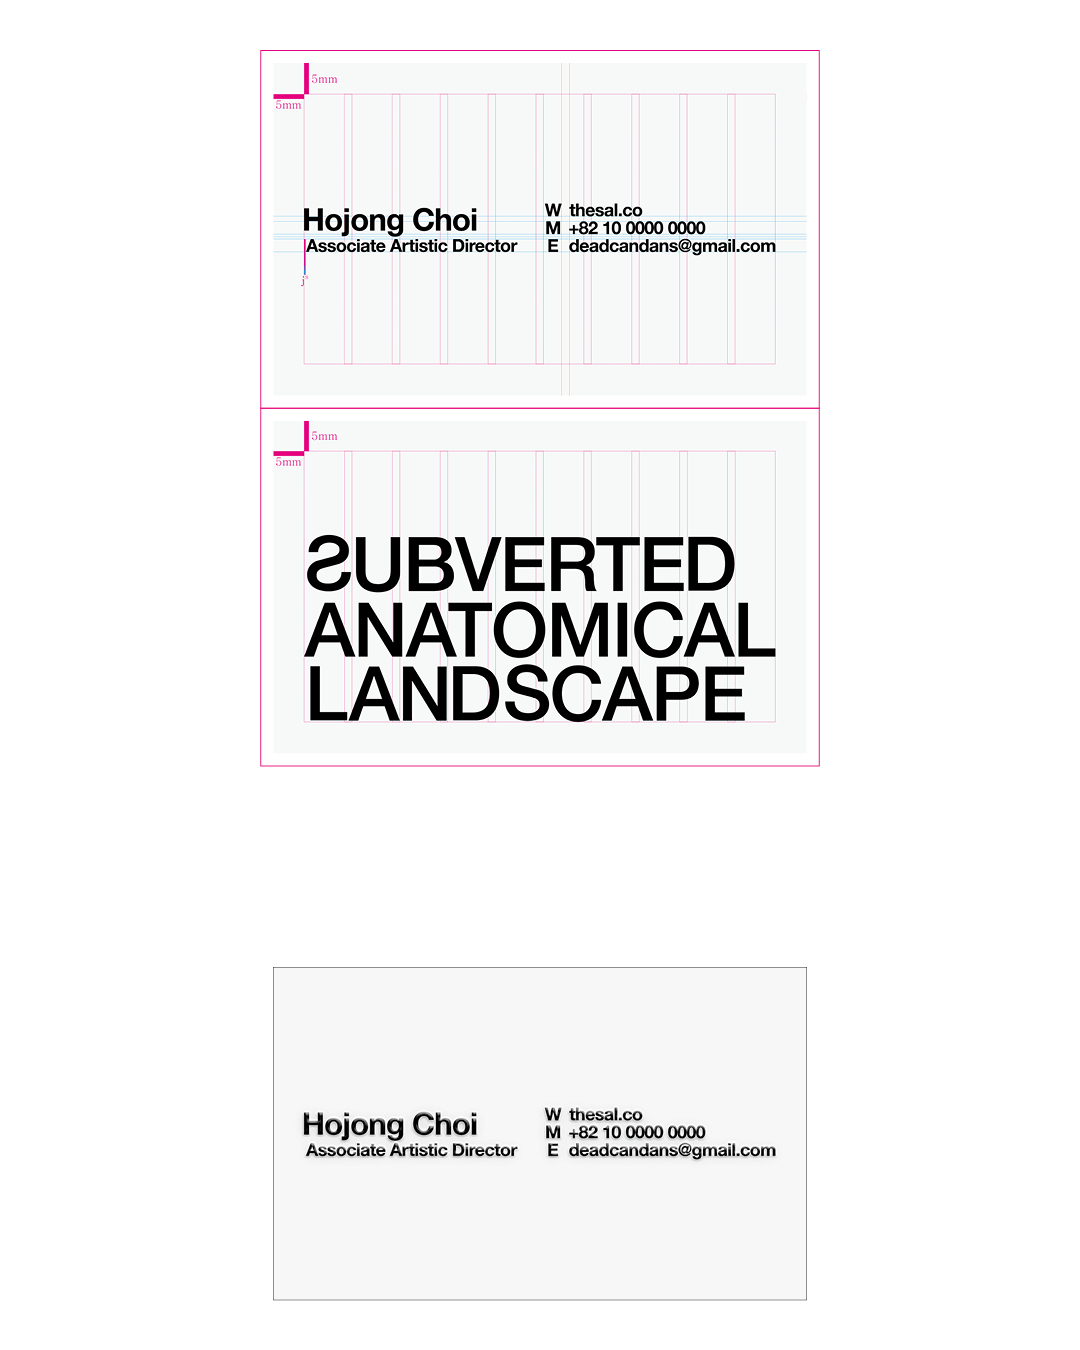 5mm
5mm
Hojong Choi
Associate Artistic Director
W thesal.co
M +82 10 0000 0000
E deadcandans@gmail.com
5mm
5mm
SUBVERTED
ANATOMICAL
LANDSCAPE
Hojong Choi
Associate Artistic Director
W thesal.co
M +82 10 0000 0000
E deadcandans@gmail.com